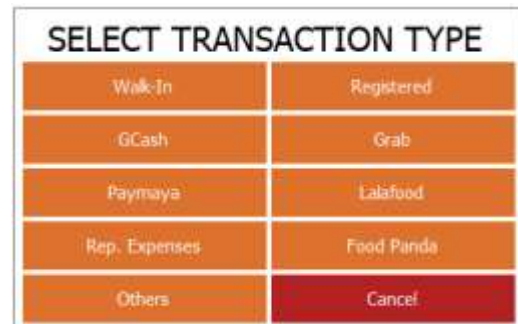 SELECT TRANSACTION TYPE
Walk-In Registered
GCash Grab
Paymaya Lalafood
Rep. Expenses Food Panda
Others Cancel